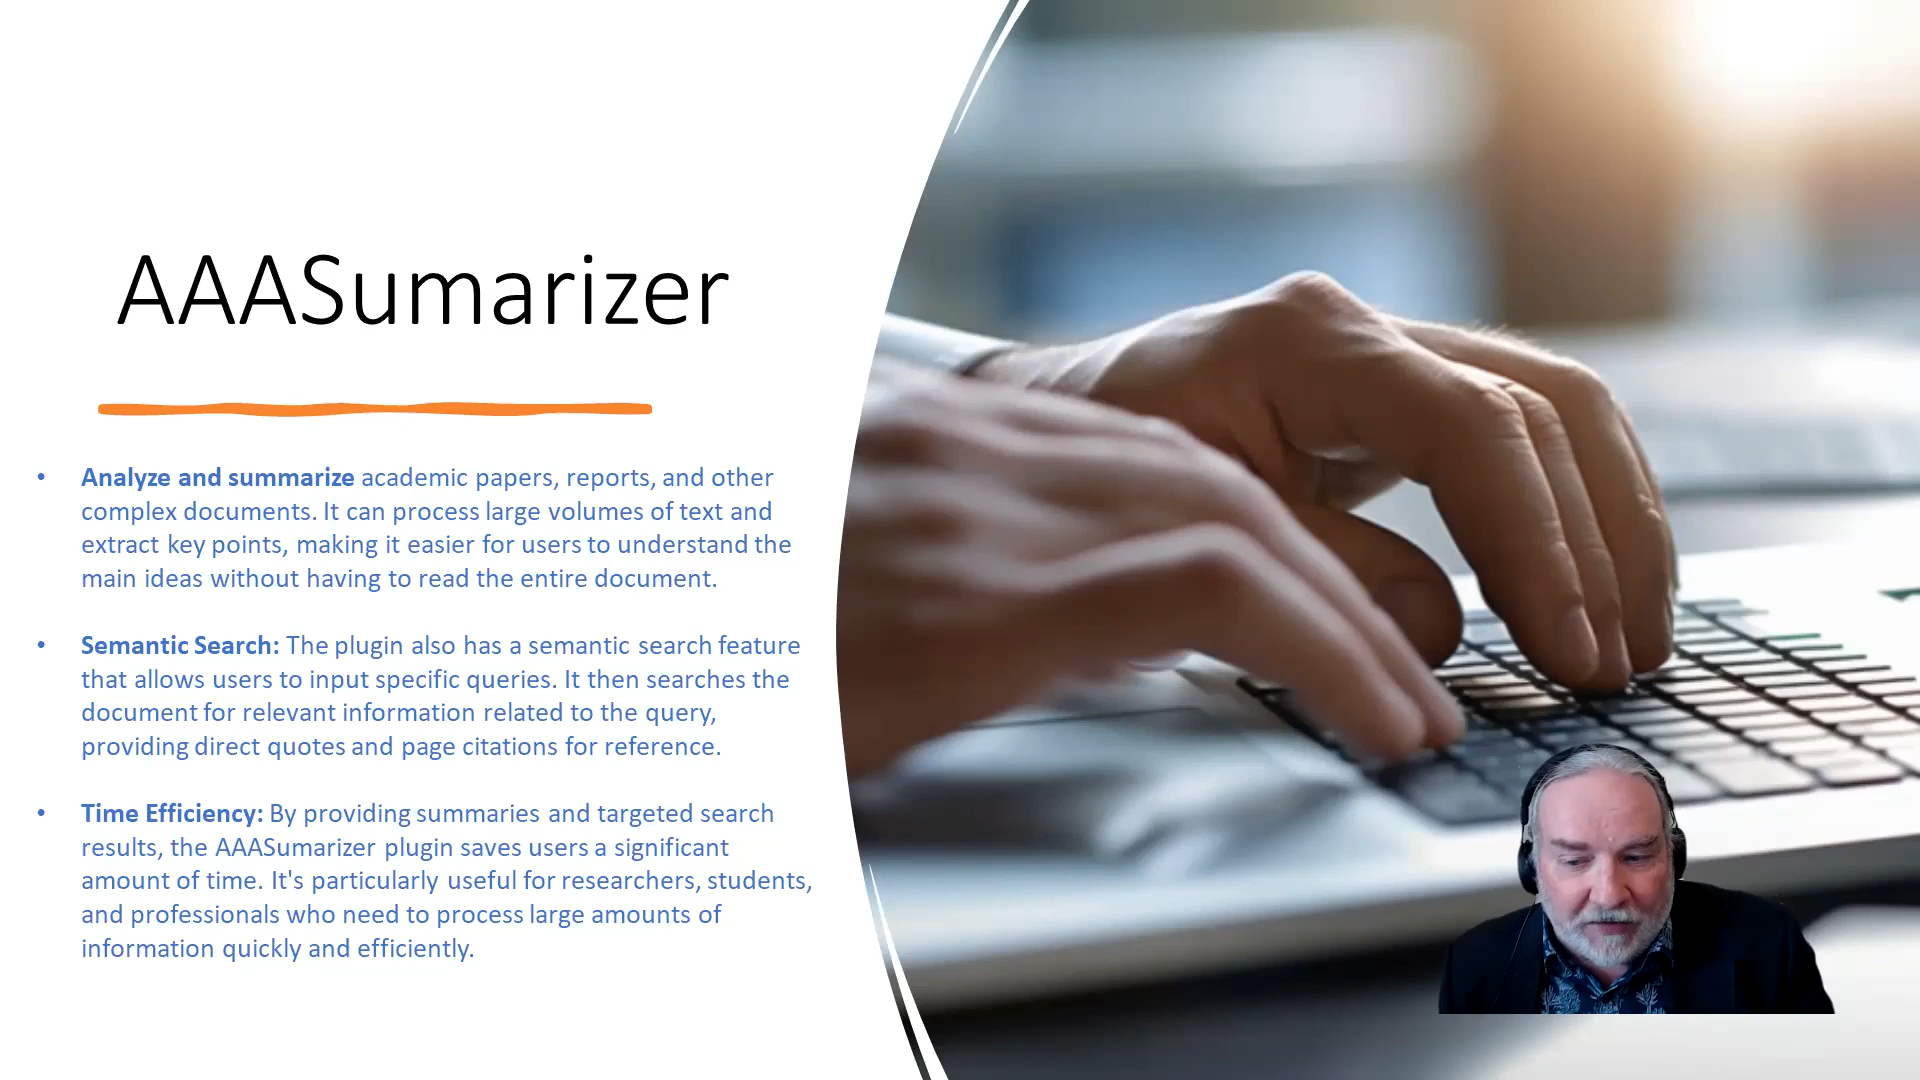 AAASumarizer
• Analyze and summarize academic papers, reports, and other
complex documents. It can process large volumes of text and
extract key points, making it easier for users to understand the
main ideas without having to read the entire document.
• Semantic Search: The plugin also has a semantic search feature
that allows users to input specific queries. It then searches the
document for relevant information related to the query,
providing direct quotes and page citations for reference.
• Time Efficiency: By providing summaries and targeted search
results, the AAASumarizer plugin saves users a significant
amount of time. It's particularly useful for researchers, students,
and professionals who need to process large amounts of
information quickly and efficiently.